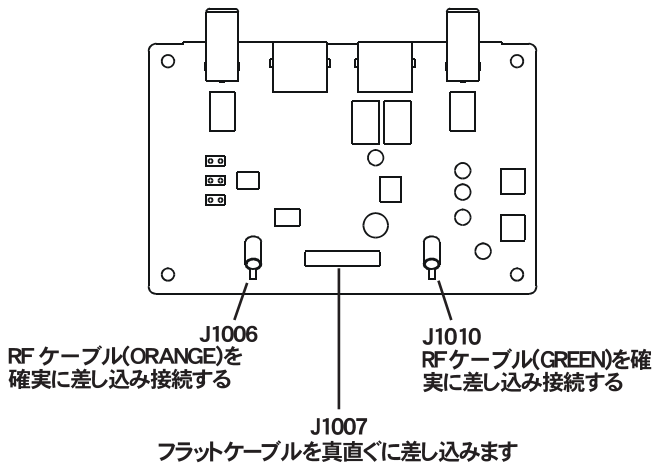 J1006
RFケーブル(ORANGE)を
確実に差し込み接続する
J1010
RFケーブル(GREEN)を確
実に差し込み接続する
J1007
フラットケーブルを真直ぐに差し込みます